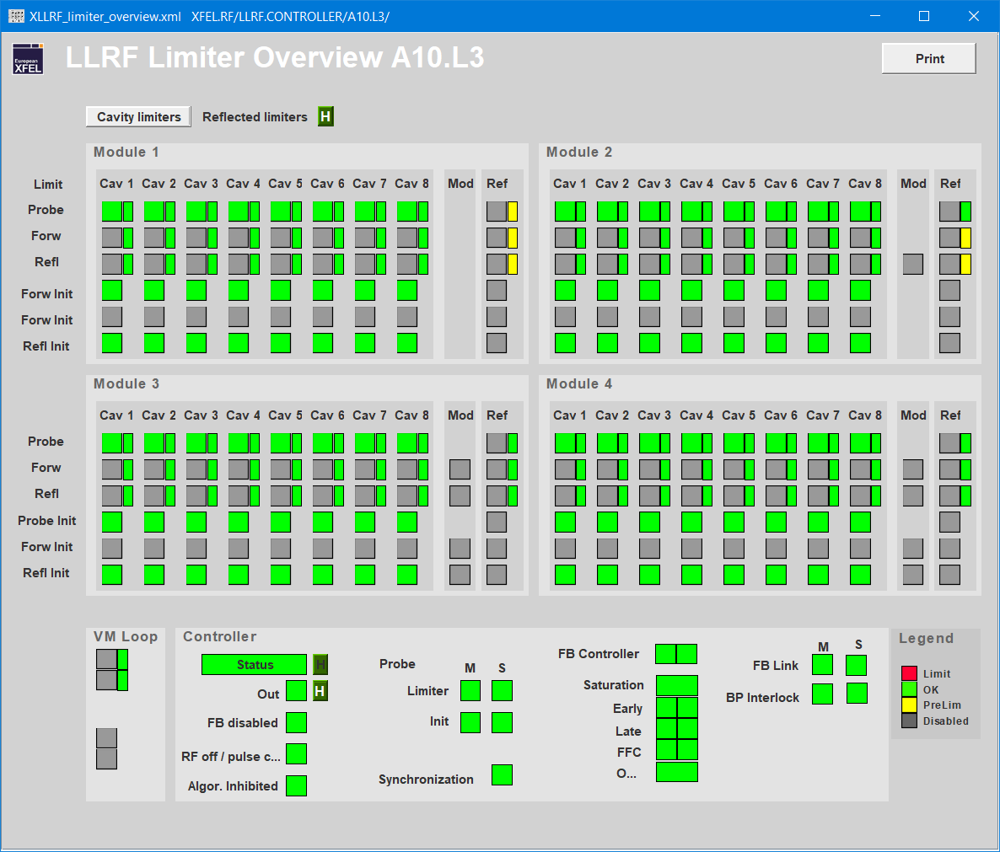 XLLRF_limiter_overview.xml XFEL.RF/LLRF.CONTROLLER/A10.L3/
European
XFEL
LLRF Limiter Overview A10.L3
Print
Cavity limiters Reflected limiters H
Module 1 Module 2
Limit Cav 1 Cav 2 Cav 3 Cav 4 Cav 5 Cav 6 Cav 7 Cav 8 Mod Ref Cav 1 Cav 2 Cav 3 Cav 4 Cav 5 Cav 6 Cav 7 Cav 8 Mod Ref
Probe
Forw
Refl
Forw Init
Forw Init
Refl Init
Module 3 Module 4
Cav 1 Cav 2 Cav 3 Cav 4 Cav 5 Cav 6 Cav 7 Cav 8 Mod Ref Cav 1 Cav 2 Cav 3 Cav 4 Cav 5 Cav 6 Cav 7 Cav 8 Mod Ref
Probe
Forw
Refl
Probe Init
Forw Init
Refl Init
VM Loop
Controller
Status H
Out H
FB disabled
RF off / pulse c...
Algor. Inhibited
Probe M S
Limiter
Init
Synchronization
FB Controller
Saturation
Early
Late
FFC
O...
M S
FB Link
BP Interlock
Legend
Limit
OK
PreLim
Disabled